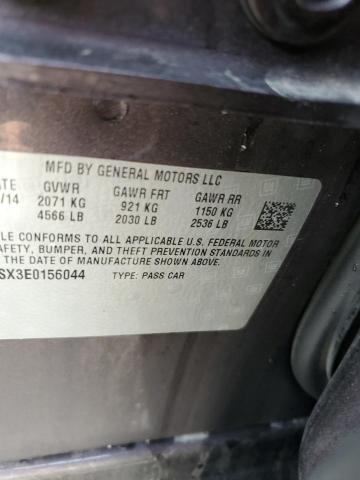 MFD BY GENERAL MOTORS LLC
ATE GVWR GAWR FRT GAWR RR
/14 2071 KG 921 KG 1150 KG
4566 LB 2030 LB 2536 LB
LE CONFORMS TO ALL APPLICABLE U.S. FEDERAL MOTOR
SAFETY, BUMPER, AND THEFT PREVENTION STANDARDS
THE DATE OF MANUFACTURE SHOWN ABOVE.
SX3E0156044 TYPE: PASS CAR